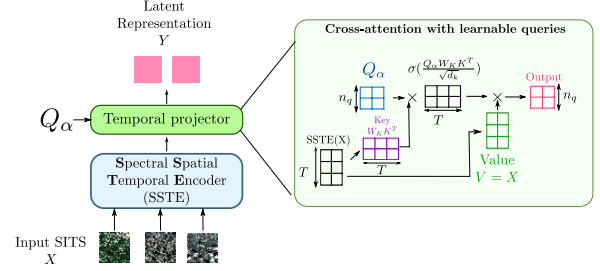 Latent
Representation
Y
Q_α
Temporal projector
Spectral Spatial
Temporal Encoder
(SSTE)
Input SITS
X
Cross-attention with learnable queries
Q_α
n_q
×
σ(Q_α W_K K^T / √d_k)
T
×
Output
n_q
Key
W_K K^T
T
SSTE(X)
T
Value
V = X